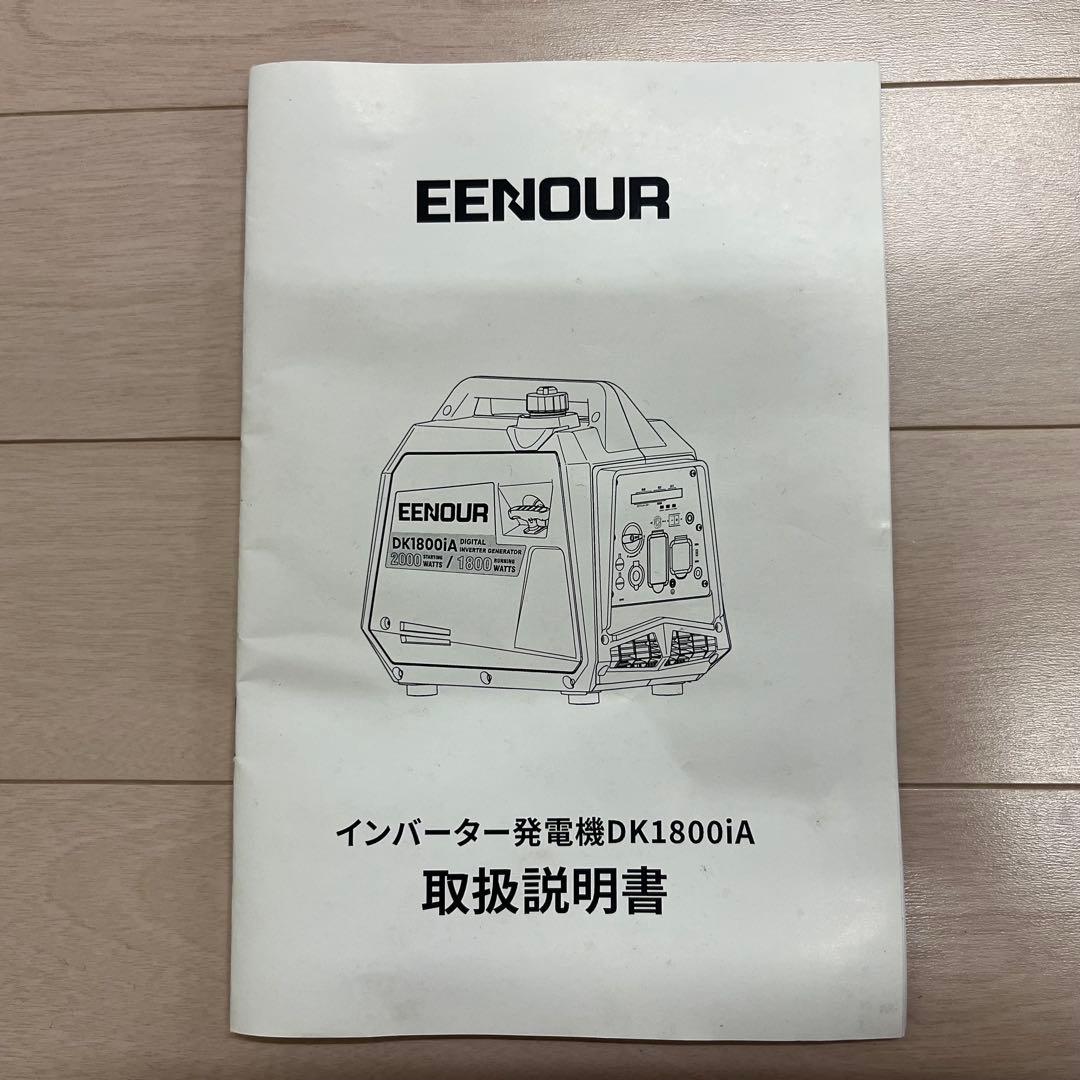 EENOUR
EENOUR
DK1800iA DIGITAL INVERTER GENERATOR
2000 STARTING WATTS / 1800 RUNNING WATTS
インバーター発電機DK1800iA
取扱説明書